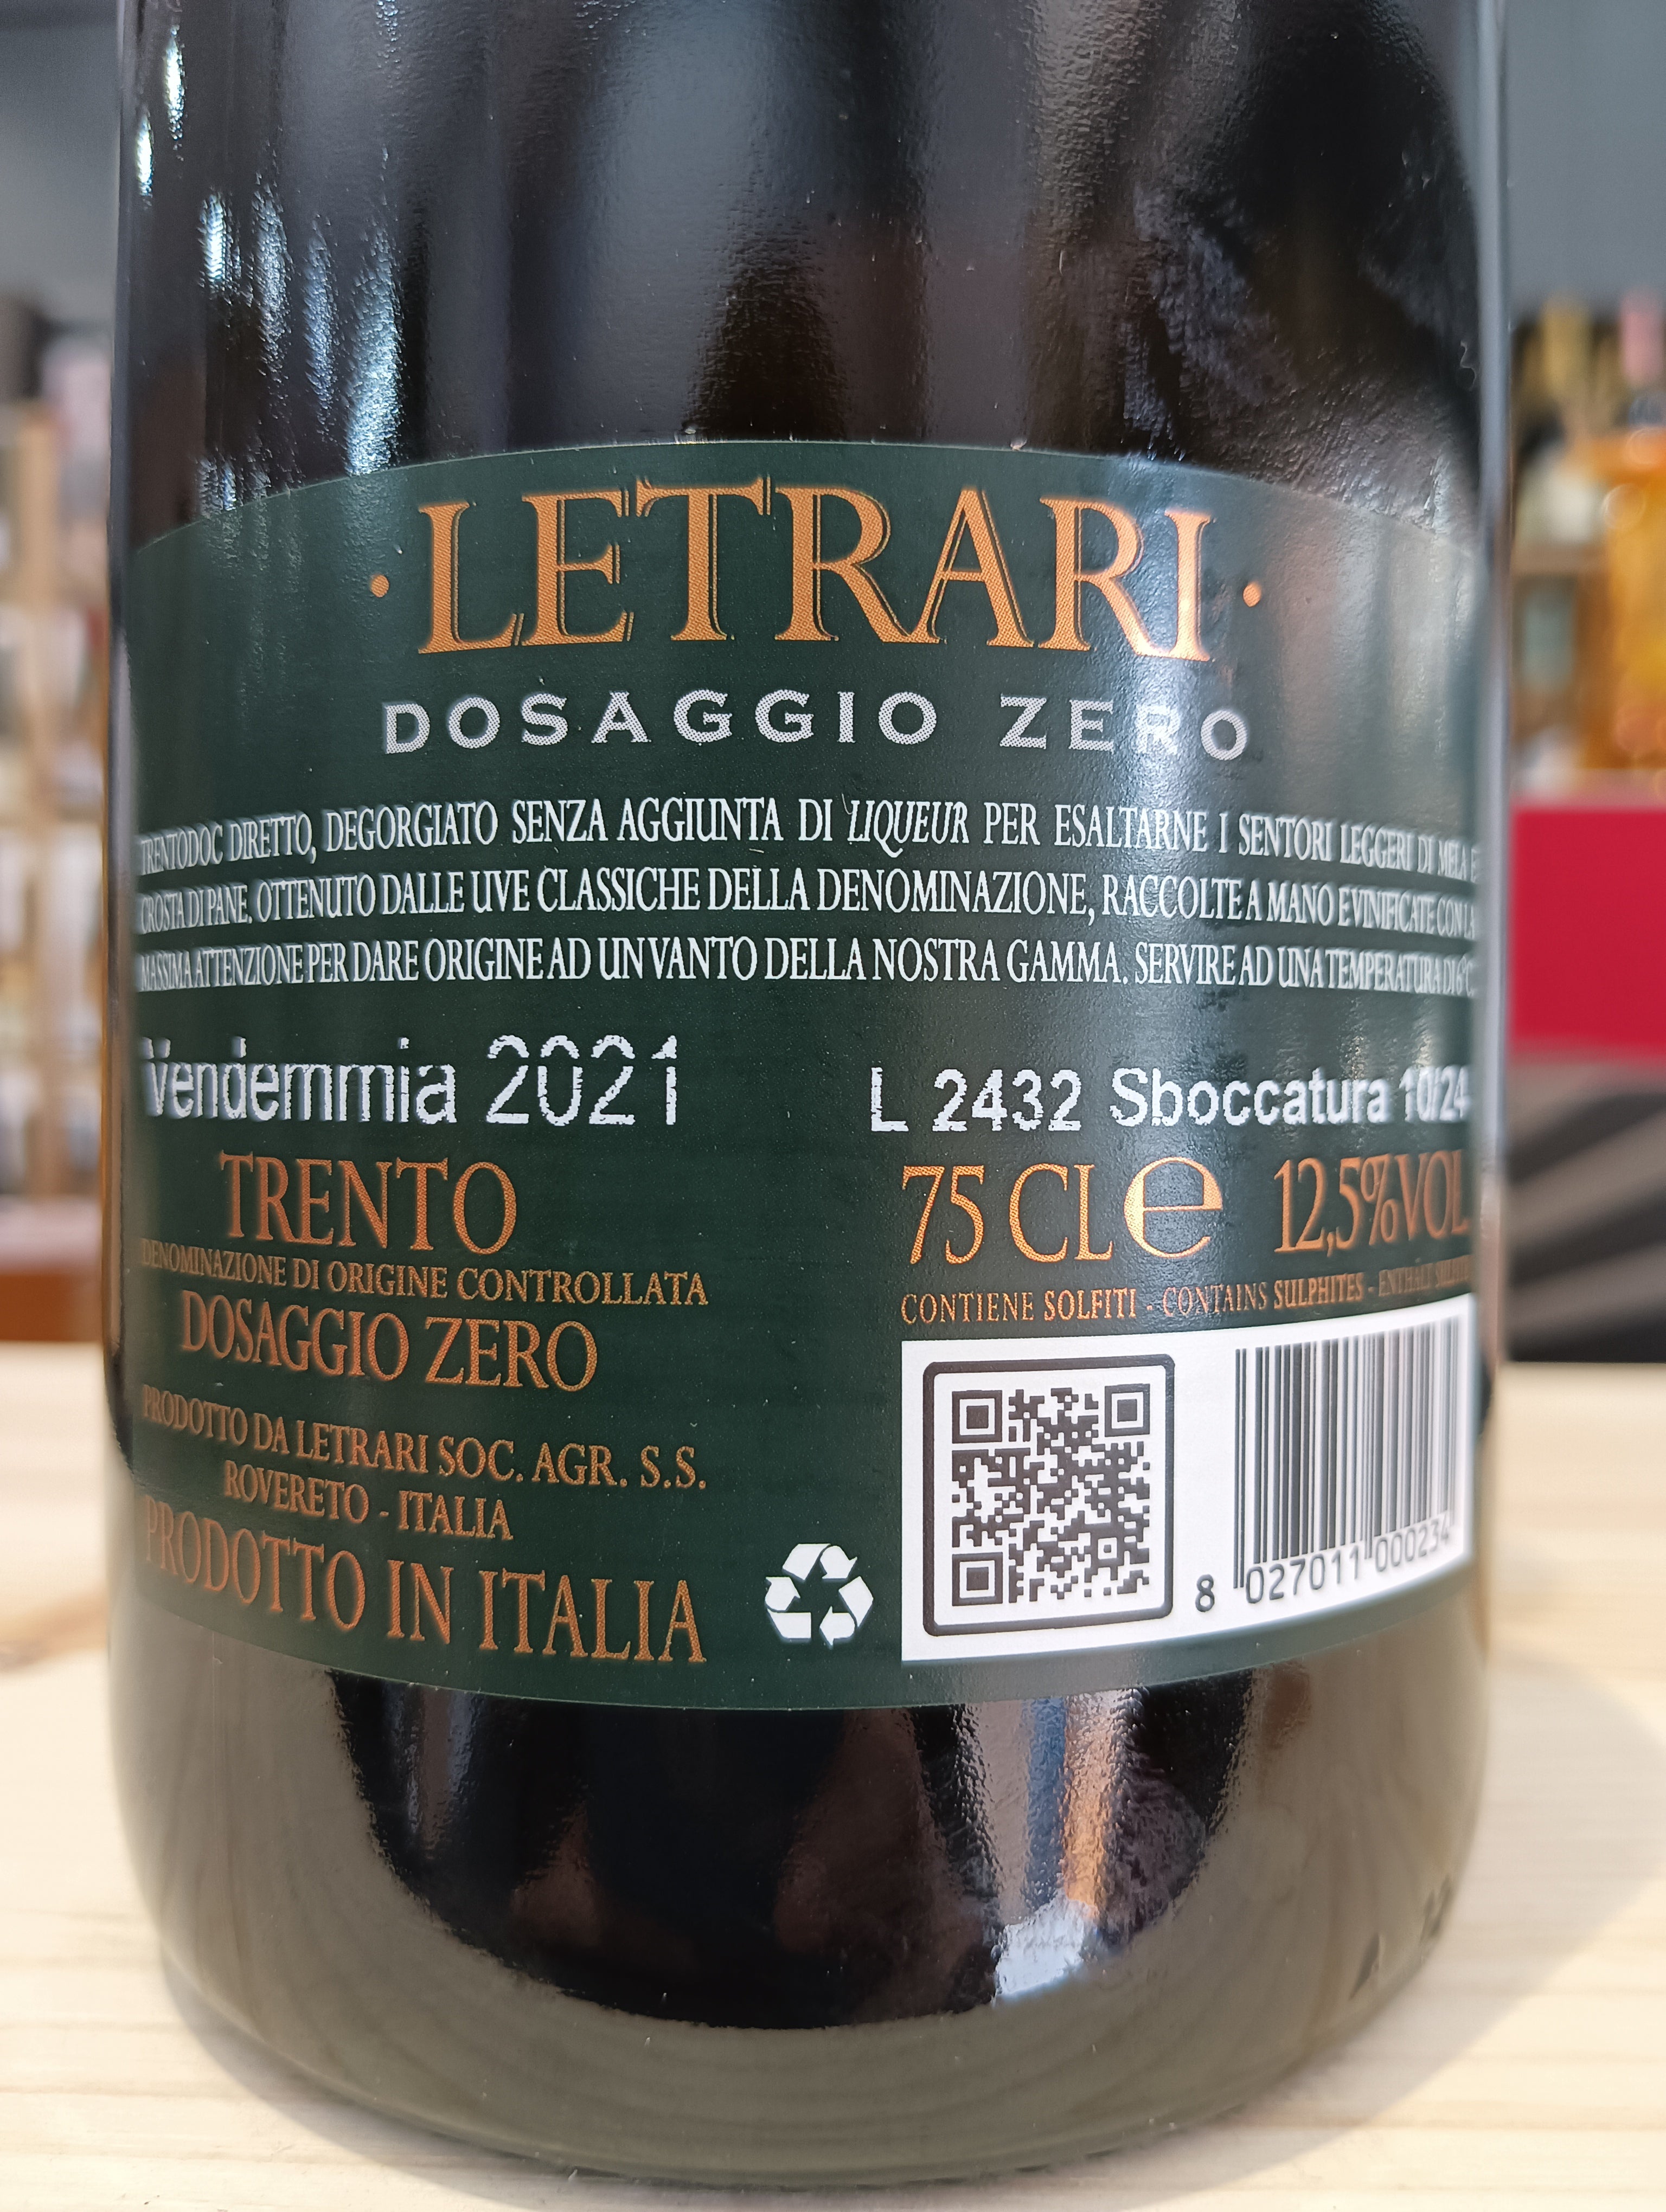 · LETRARI ·
DOSAGGIO ZERO
TRENTODOC DIRETTO, DEGORGIATO SENZA AGGIUNTA DI LIQUEUR PER ESALTARNE I SENTORI LEGGERI DI MELA E
CROSTA DI PANE. OTTENUTO DALLE UVE CLASSICHE DELLA DENOMINAZIONE, RACCOLTE A MANO E VINIFICATE CON LA
MASSIMA ATTENZIONE PER DARE ORIGINE AD UN VANTO DELLA NOSTRA GAMMA. SERVIRE AD UNA TEMPERATURA DI 6°C.
Vendemmia 2021
L 2432 Sboccatura 10/24
TRENTO
DENOMINAZIONE DI ORIGINE CONTROLLATA
DOSAGGIO ZERO
PRODOTTO DA LETRARI SOC. AGR. S.S.
ROVERETO - ITALIA
PRODOTTO IN ITALIA
75 CL e 12,5%VOL
CONTIENE SOLFITI - CONTAINS SULPHITES - ENTHÄLT SULFITE
8 027011 000234